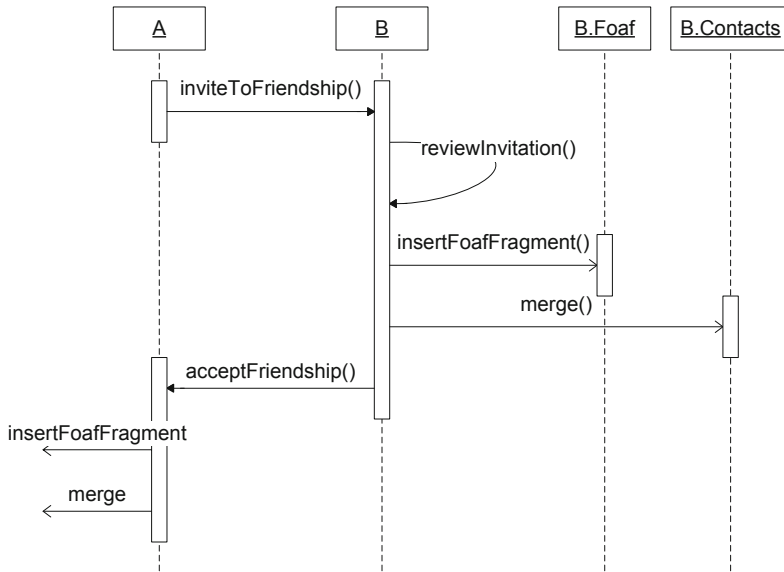 A
B
B.Foaf
B.Contacts
inviteToFriendship()
reviewInvitation()
insertFoafFragment()
merge()
acceptFriendship()
insertFoafFragment
merge